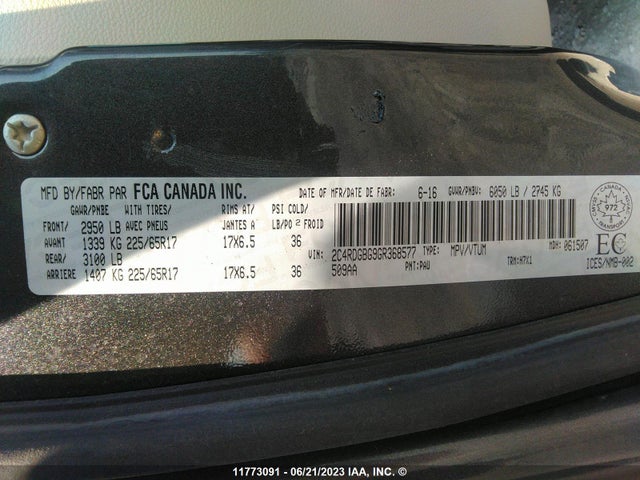 MFD BY/FABR PAR FCA CANADA INC. DATE OF MFR/DATE DE FABR: 6-16 GVWR/PNBV: 6050 LB / 2745 KG
GAWR/PNBE WITH TIRES/ RIMS AT/ PSI COLD/
FRONT/ 2950 LB AVEC PNEUS JANTES A LB/PO 2 FROID
AVANT 1339 KG 225/65R17 17X6.5 36 VIN: 2C4RDGBG9GR368577 TYPE: MPV/VTUM MDH: 061507
REAR/ 3100 LB
ARRIERE 1407 KG 225/65R17 17X6.5 36 509AA PNT:PAU TRM:H7X1 ICES/NMB-002
CANADA
972
TRANSPORT
EC
11773091 - 06/21/2023 IAA, INC. ©